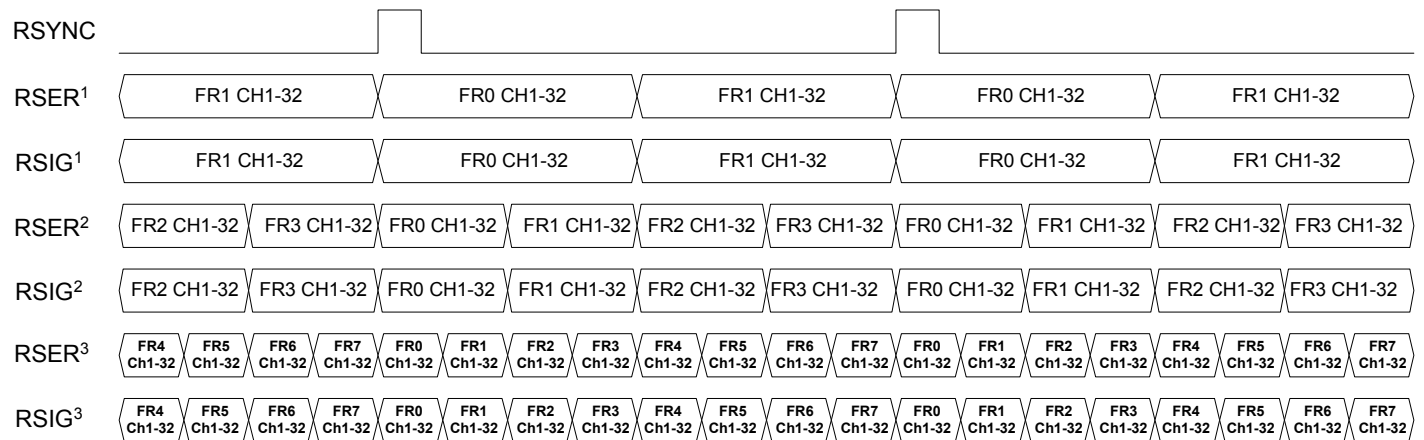 RSYNC
RSER¹ FR1 CH1-32 FR0 CH1-32 FR1 CH1-32 FR0 CH1-32 FR1 CH1-32
RSIG¹ FR1 CH1-32 FR0 CH1-32 FR1 CH1-32 FR0 CH1-32 FR1 CH1-32
RSER² FR2 CH1-32 FR3 CH1-32 FR0 CH1-32 FR1 CH1-32 FR2 CH1-32 FR3 CH1-32 FR0 CH1-32 FR1 CH1-32 FR2 CH1-32 FR3 CH1-32
RSIG² FR2 CH1-32 FR3 CH1-32 FR0 CH1-32 FR1 CH1-32 FR2 CH1-32 FR3 CH1-32 FR0 CH1-32 FR1 CH1-32 FR2 CH1-32 FR3 CH1-32
FR4 FR5 FR6 FR7 FR0 FR1 FR2 FR3 FR4 FR5 FR6 FR7 FR0 FR1 FR2 FR3 FR4 FR5 FR6 FR7
RSER³ Ch1-32 Ch1-32 Ch1-32 Ch1-32 Ch1-32 Ch1-32 Ch1-32 Ch1-32 Ch1-32 Ch1-32 Ch1-32 Ch1-32 Ch1-32 Ch1-32 Ch1-32 Ch1-32 Ch1-32 Ch1-32 Ch1-32 Ch1-32
FR4 FR5 FR6 FR7 FR0 FR1 FR2 FR3 FR4 FR5 FR6 FR7 FR0 FR1 FR2 FR3 FR4 FR5 FR6 FR7
RSIG³ Ch1-32 Ch1-32 Ch1-32 Ch1-32 Ch1-32 Ch1-32 Ch1-32 Ch1-32 Ch1-32 Ch1-32 Ch1-32 Ch1-32 Ch1-32 Ch1-32 Ch1-32 Ch1-32 Ch1-32 Ch1-32 Ch1-32 Ch1-32